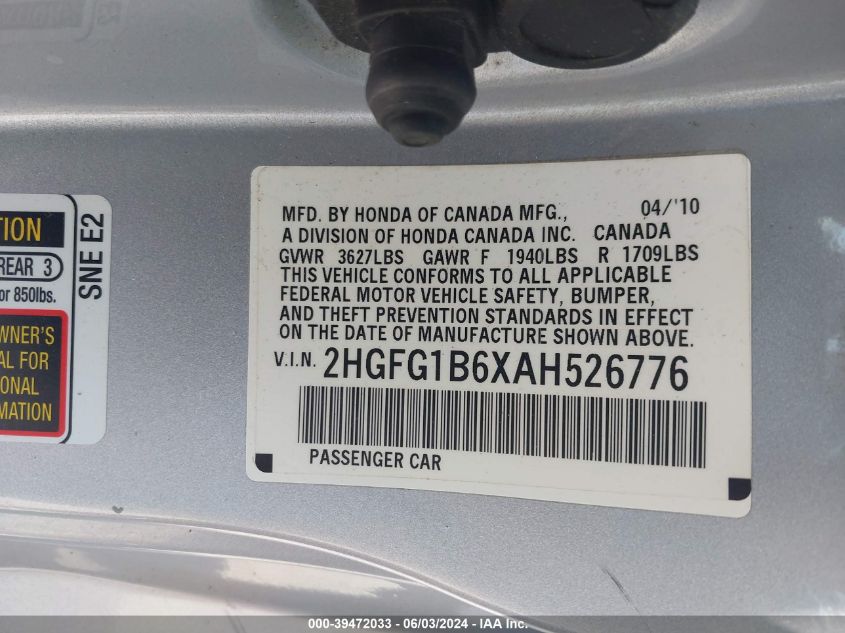 MFD. BY HONDA OF CANADA MFG., 04/'10
A DIVISION OF HONDA CANADA INC. CANADA
GVWR 3627LBS GAWR F 1940LBS R 1709LBS
THIS VEHICLE CONFORMS TO ALL APPLICABLE
FEDERAL MOTOR VEHICLE SAFETY, BUMPER,
AND THEFT PREVENTION STANDARDS IN EFFECT
ON THE DATE OF MANUFACTURE SHOWN ABOVE.
V.I.N. 2HGFG1B6XAH526776
PASSENGER CAR
TION
REAR 3
or 850lbs.
WNER'S
AL FOR
ONAL
MATION
SNE E2
000-39472033 - 06/03/2024 - IAA Inc.